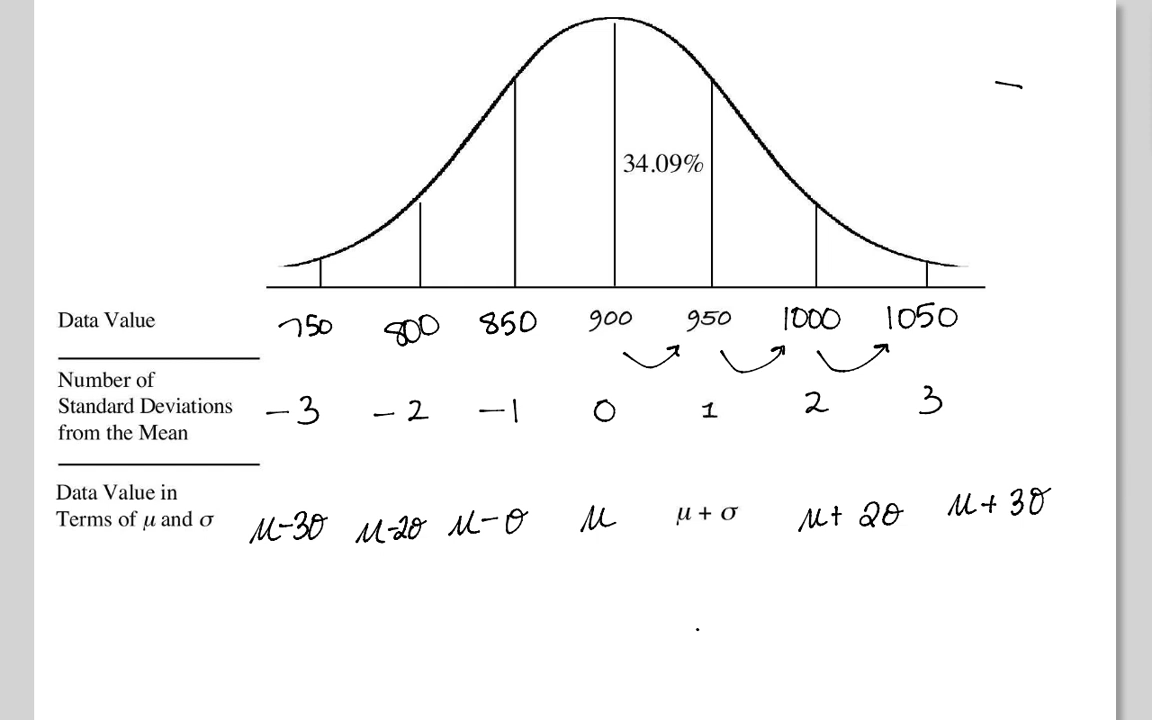 34.09%
Data Value 750 800 850 900 950 1000 1050
Number of
Standard Deviations -3 -2 -1 0 1 2 3
from the Mean
Data Value in
Terms of μ and σ μ-3σ μ-2σ μ-σ μ μ + σ μ+ 2σ μ+ 3σ